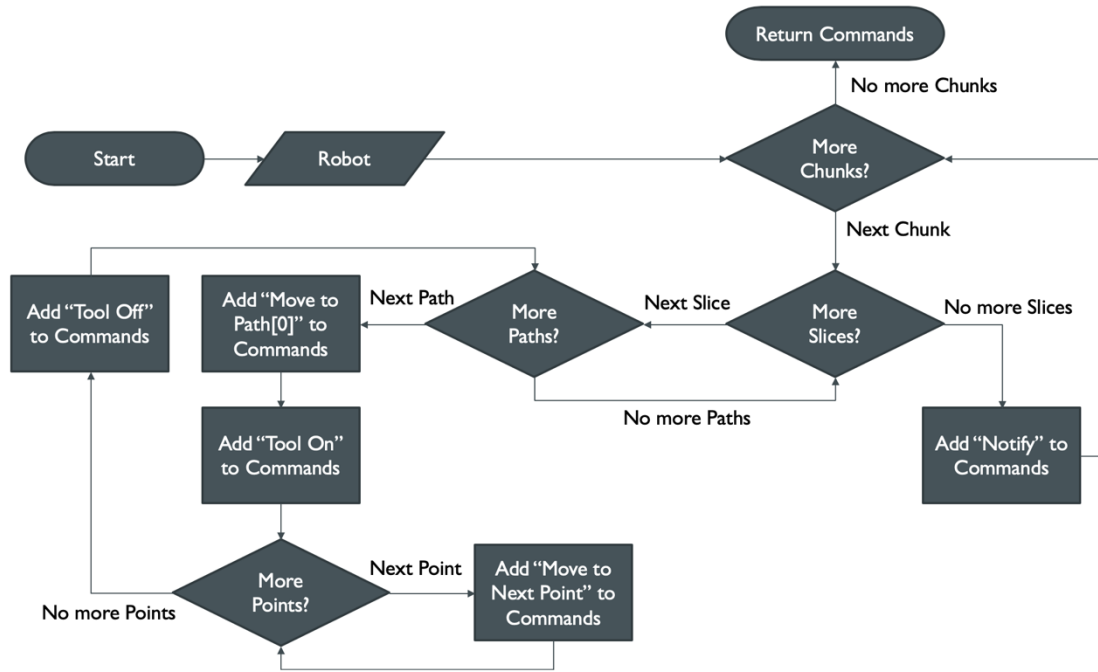 Return Commands
No more Chunks
Start
Robot
More
Chunks?
Next Chunk
Add “Tool Off”
to Commands
Add “Move to
Path[0]” to
Commands
Next Path
More
Paths?
Next Slice
More
Slices?
No more Slices
No more Paths
Add “Tool On”
to Commands
Add “Notify” to
Commands
More
Points?
Next Point
Add “Move to
Next Point” to
Commands
No more Points